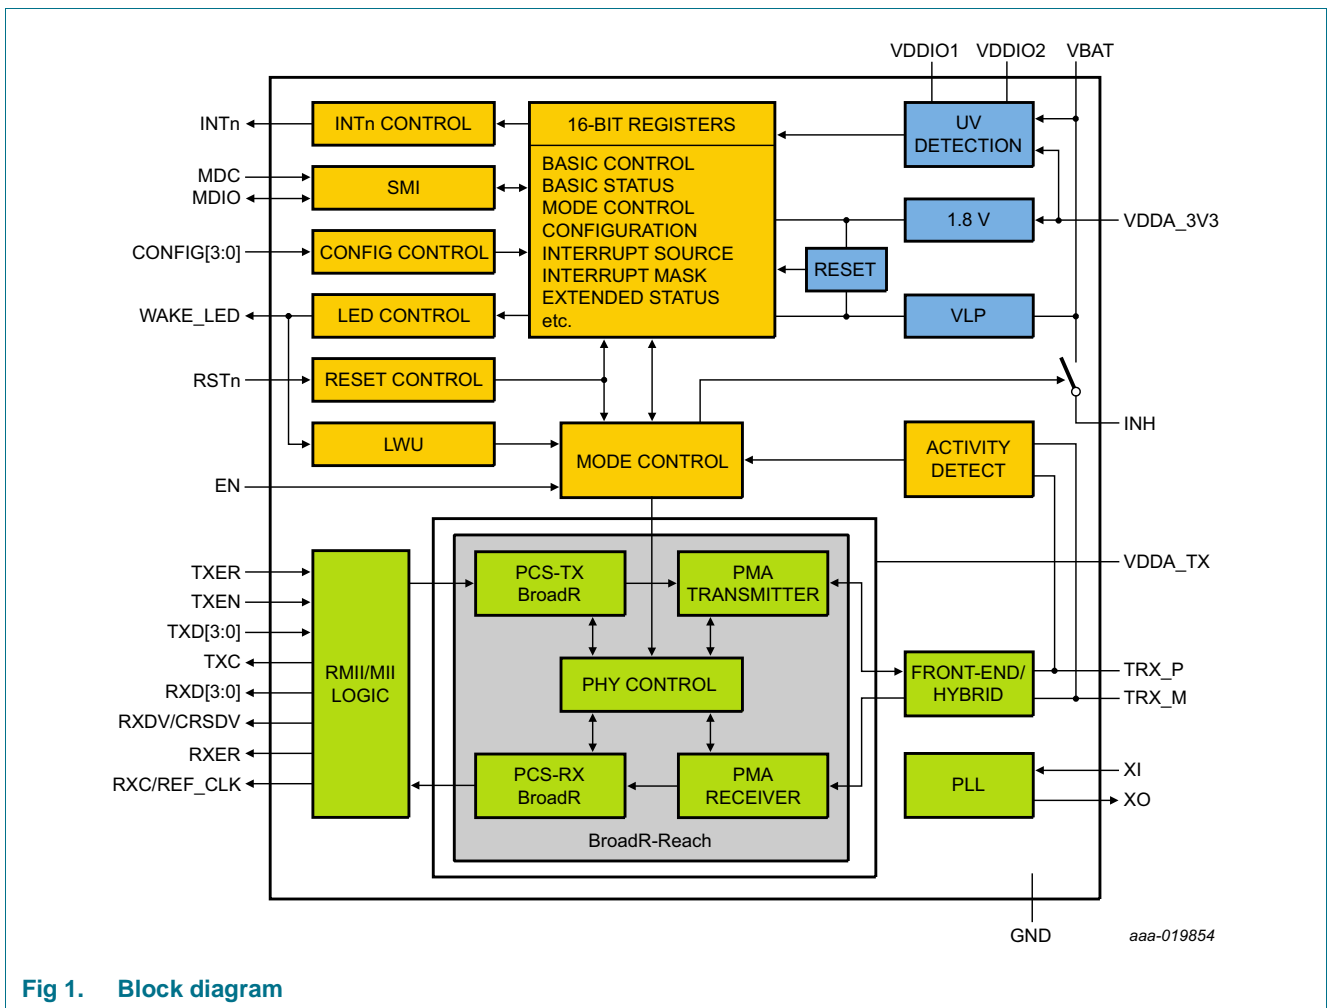 VDDIO1 VDDIO2 VBAT
INTn
INTn CONTROL
16-BIT REGISTERS
UV
DETECTION
MDC
MDIO
SMI
BASIC CONTROL
BASIC STATUS
MODE CONTROL
CONFIGURATION
INTERRUPT SOURCE
INTERRUPT MASK
EXTENDED STATUS
etc.
1.8 V
VDDA_3V3
CONFIG[3:0]
CONFIG CONTROL
RESET
WAKE_LED
LED CONTROL
VLP
RSTn
RESET CONTROL
INH
LWU
MODE CONTROL
ACTIVITY
DETECT
EN
VDDA_TX
TXER
TXEN
TXD[3:0]
TXC
RXD[3:0]
RXDV/CRSDV
RXER
RXC/REF_CLK
RMII/MII
LOGIC
PCS-TX
BroadR
PMA
TRANSMITTER
PHY CONTROL
FRONT-END/
HYBRID
TRX_P
TRX_M
PCS-RX
BroadR
PMA
RECEIVER
PLL
XI
XO
BroadR-Reach
GND
aaa-019854
Fig 1. Block diagram